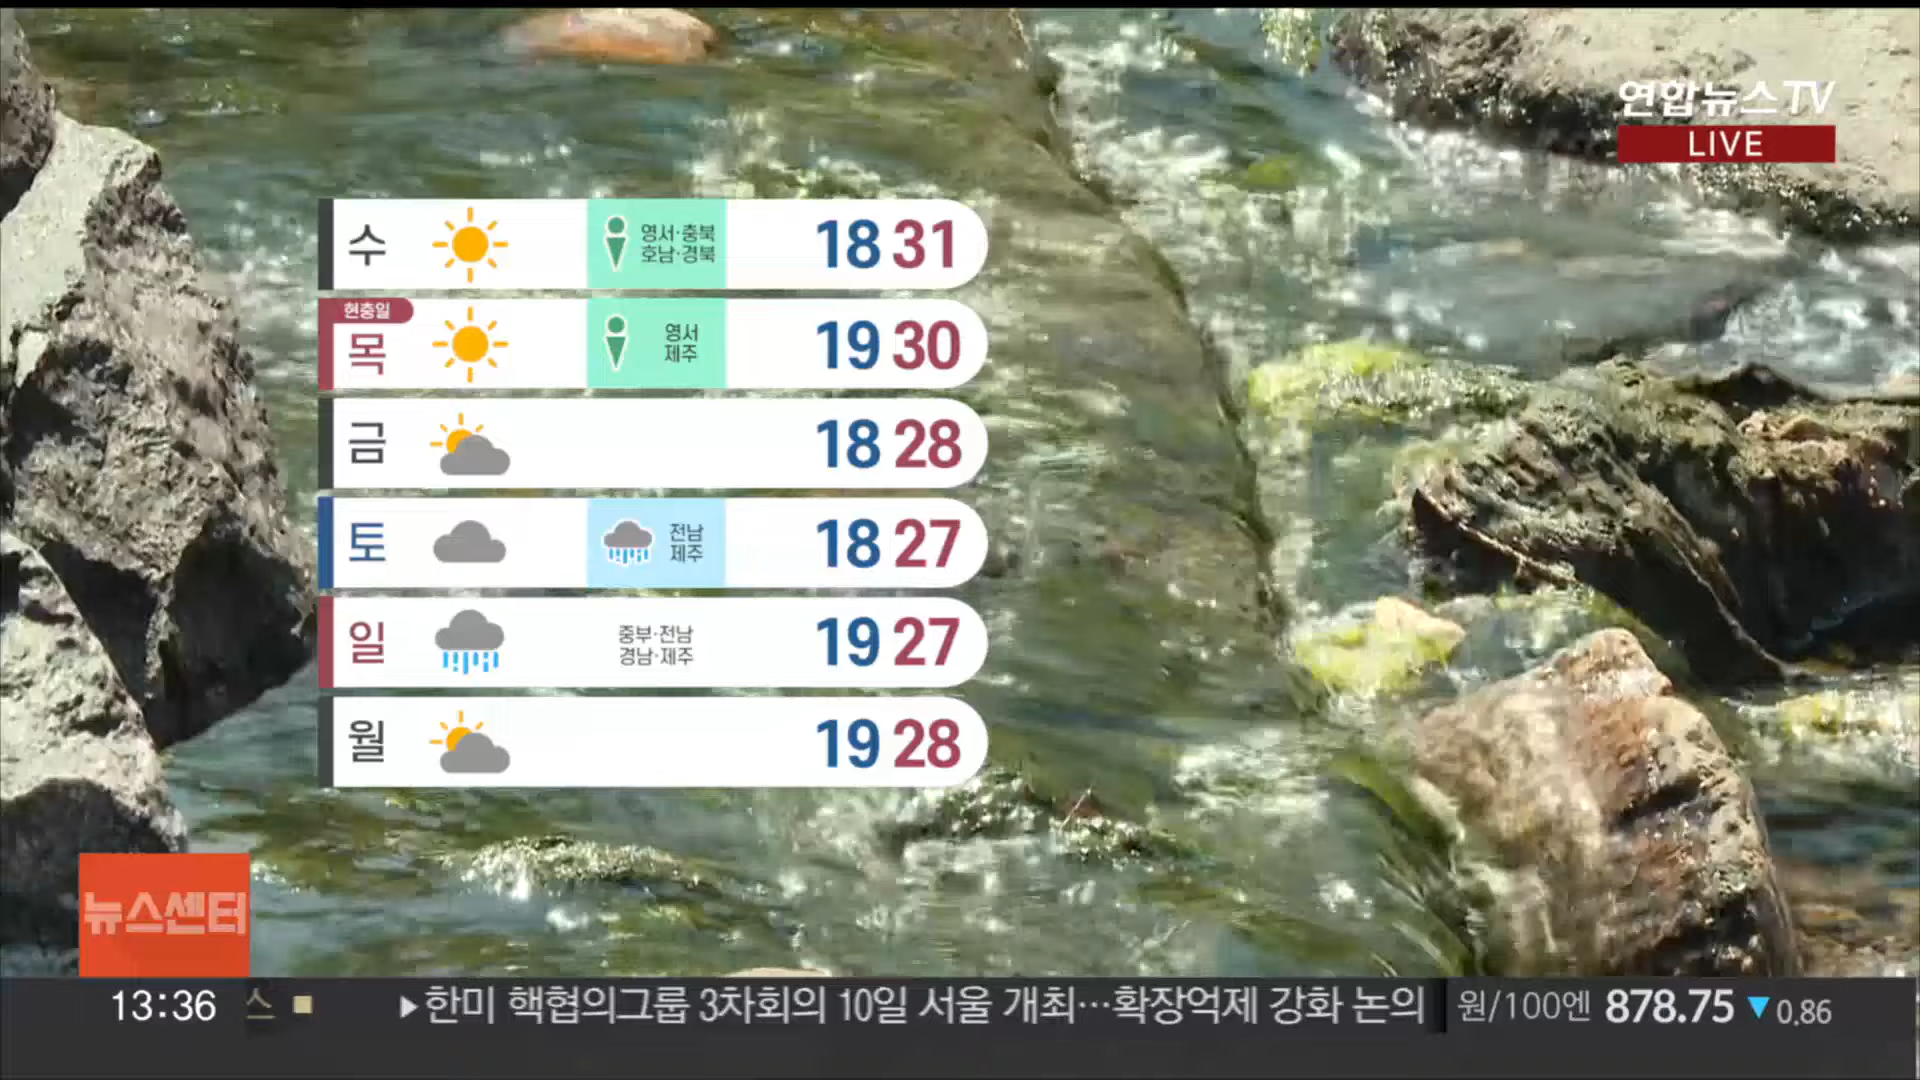 연합뉴스TV
LIVE
수 영서·충북 18 31
호남·경북
현충일
목 영서 19 30
제주
금 18 28
토 전남 18 27
제주
일 중부·전남 19 27
경남·제주
월 19 28
뉴스센터
13:36 스 ▶한미 핵협의그룹 3차회의 10일 서울 개최…확장억제 강화 논의 원/100엔 878.75 ▼0.86